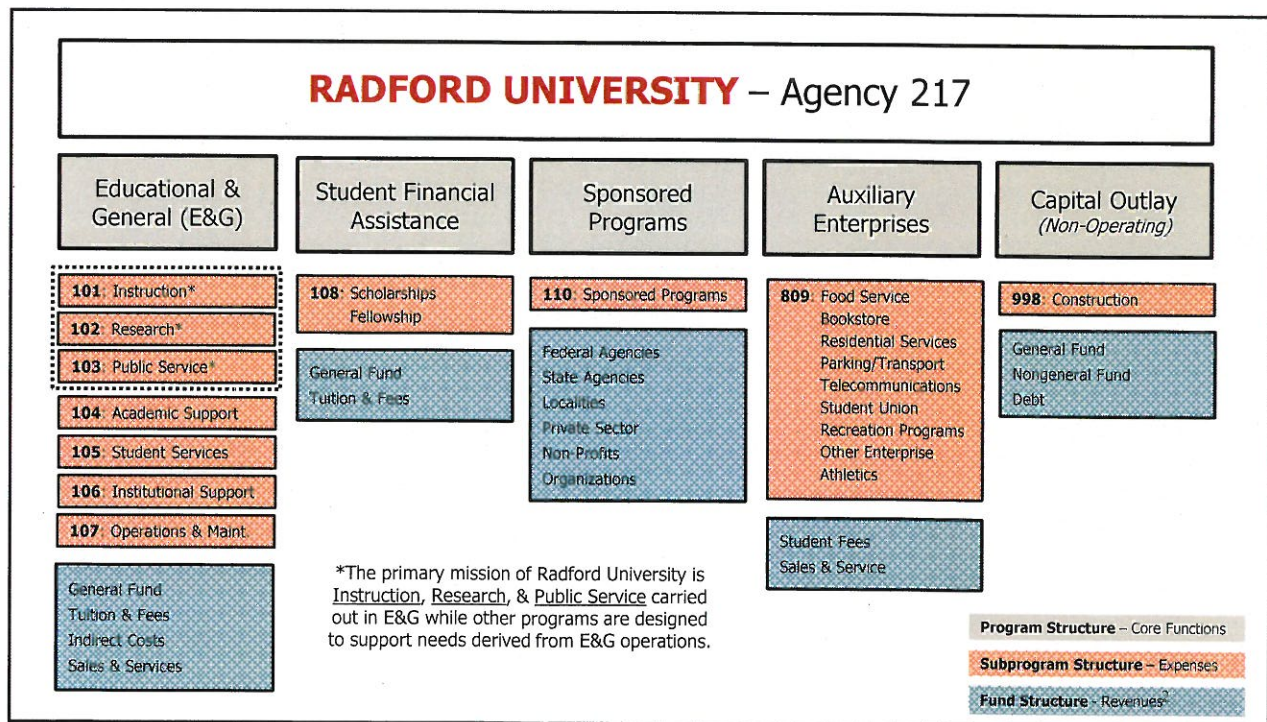 RADFORD UNIVERSITY – Agency 217
Educational &
General (E&G)
101: Instruction*
102: Research*
103: Public Service*
104: Academic Support
105: Student Services
106: Institutional Support
107: Operations & Maint.
General Fund
Tuition & Fees
Indirect Costs
Sales & Services
Student Financial
Assistance
108: Scholarships
Fellowship
General Fund
Tuition & Fees
Sponsored
Programs
110: Sponsored Programs
Federal Agencies
State Agencies
Localities
Private Sector
Non-Profits
Organizations
Auxiliary
Enterprises
809: Food Service
Bookstore
Residential Services
Parking/Transport
Telecommunications
Student Union
Recreation Programs
Other Enterprise
Athletics
Student Fees
Sales & Service
Capital Outlay
(Non-Operating)
998: Construction
General Fund
Nongeneral Fund
Debt
*The primary mission of Radford University is
Instruction, Research, & Public Service carried
out in E&G while other programs are designed
to support needs derived from E&G operations.
Program Structure – Core Functions
Subprogram Structure – Expenses
Fund Structure - Revenues2